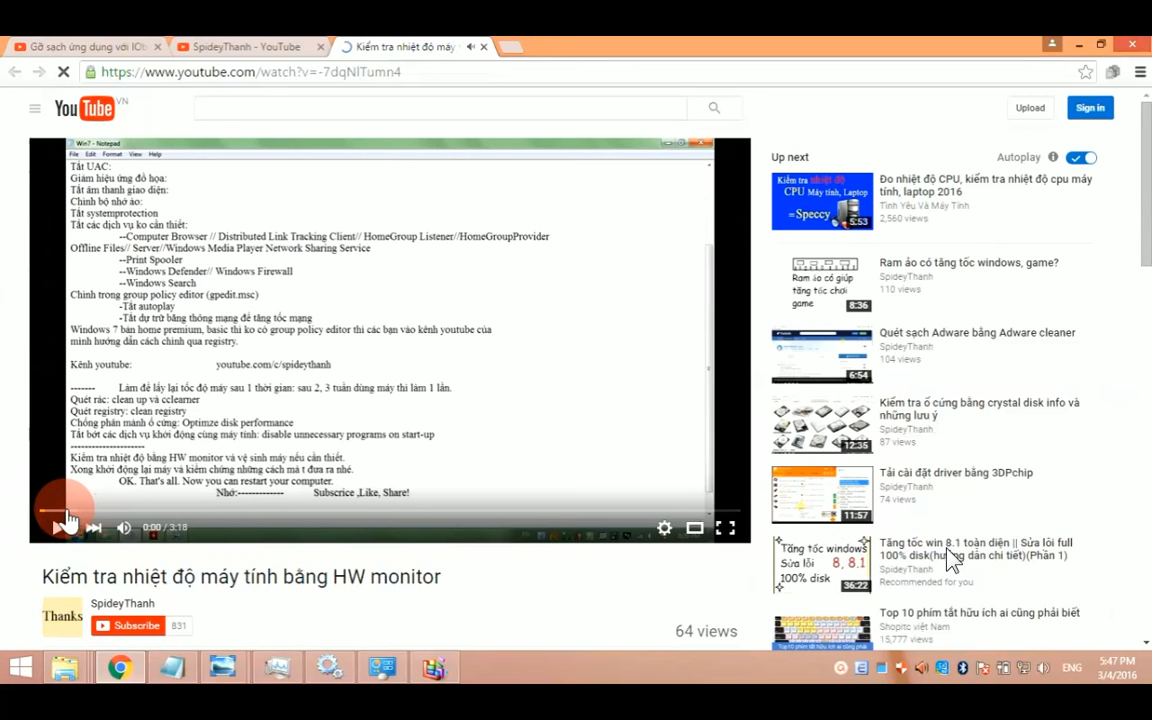 Gỡ sạch ứng dụng với IOb
SpideyThanh - YouTube
Kiểm tra nhiệt độ máy
https://www.youtube.com/watch?v=-7dqNlTumn4
YouTube VN
Upload
Sign in
Win7 - Notepad
File Edit Format View Help
Tắt UAC:
Giảm hiệu ứng đồ họa:
Tắt âm thanh giao diện:
Chỉnh bộ nhớ ảo:
Tắt systemprotection
Tắt các dịch vụ ko cần thiết:
--Computer Browser // Distributed Link Tracking Client// HomeGroup Listener//HomeGroupProvider
Offline Files// Server//Windows Media Player Network Sharing Service
--Print Spooler
--Windows Defender// Windows Firewall
--Windows Search
Chỉnh trong group policy editor (gpedit.msc)
-Tắt autoplay
-Tắt dự trữ băng thông mạng để tăng tốc mạng
Windows 7 bản home premium, basic thì ko có group policy editor thì các bạn vào kênh youtube của
mình hướng dẫn cách chỉnh qua registry.
Kênh youtube: youtube.com/c/spideythanh
------- Làm để lấy lại tốc độ máy sau 1 thời gian: sau 2, 3 tuần dùng máy thì làm 1 lần.
Quét rác: clean up và cclearner
Quét registry: clean registry
Chống phân mảnh ổ cứng: Optimze disk performance
Tắt bớt các dịch vụ khởi động cùng máy tính: disable unnecessary programs on start-up
----------------------
Kiểm tra nhiệt độ bằng HW monitor và vệ sinh máy nếu cần thiết.
Xong khởi động lại máy và kiểm chứng những cách mà t đưa ra nhé.
OK. That's all. Now you can restart your computer.
Nhớ:------------- Subscrice ,Like, Share!
0:00 / 3:18
Kiểm tra nhiệt độ máy tính bằng HW monitor
Thanks
SpideyThanh
Subscribe 831
64 views
Up next
Autoplay
Kiểm tra nhiệt độ
CPU Máy tính, Laptop
=Speccy
5:53
Đo nhiệt độ CPU, kiểm tra nhiệt độ cpu máy
tính, laptop 2016
Tình Yêu Và Máy Tính
2,560 views
Ram ảo có giúp
tăng tốc chơi
game
8:36
Ram ảo có tăng tốc windows, game?
SpideyThanh
110 views
6:54
Quét sạch Adware bằng Adware cleaner
SpideyThanh
104 views
12:35
Kiểm tra ổ cứng bằng crystal disk info và
những lưu ý
SpideyThanh
87 views
11:57
Tải cài đặt driver bằng 3DPchip
SpideyThanh
74 views
Tăng tốc windows
Sửa lỗi 8, 8.1
100% disk
36:22
Tăng tốc win 8.1 toàn diện || Sửa lỗi full
100% disk(hướng dẫn chi tiết)(Phần 1)
SpideyThanh
Recommended for you
Top 10 phím tắt hữu ích ai cũng phải biết
Shopitc việt Nam
15,777 views
ENG
5:47 PM
3/4/2016